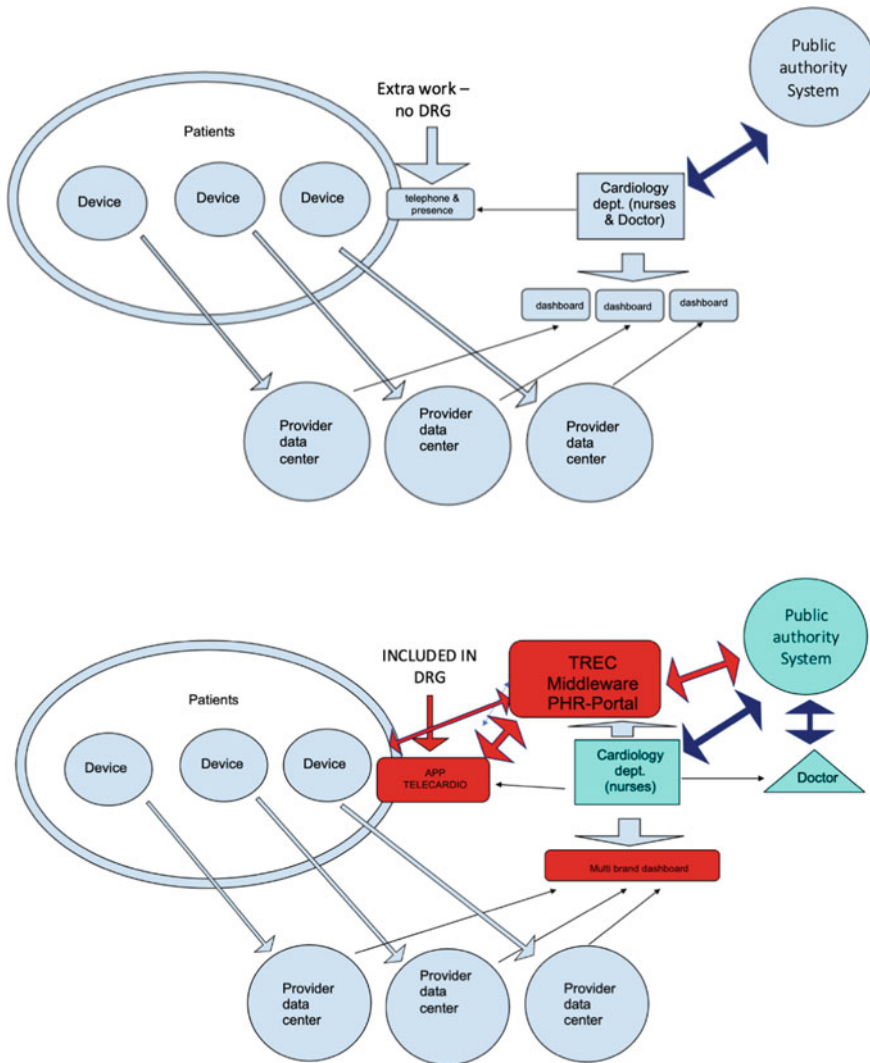 Public
authority
System
Extra work –
no DRG
Patients
Device
Device
Device
telephone &
presence
Cardiology
dept. (nurses
& Doctor)
dashboard
dashboard
dashboard
Provider
data
center
Provider
data
center
Provider
data
center
Public
authority
System
INCLUDED IN
DRG
TREC
Middleware
PHR-Portal
Patients
Device
Device
Device
APP
TELECARDIO
Cardiology
dept.
(nurses)
Doctor
Multi brand dashboard
Provider
data
center
Provider
data
center
Provider
data
center